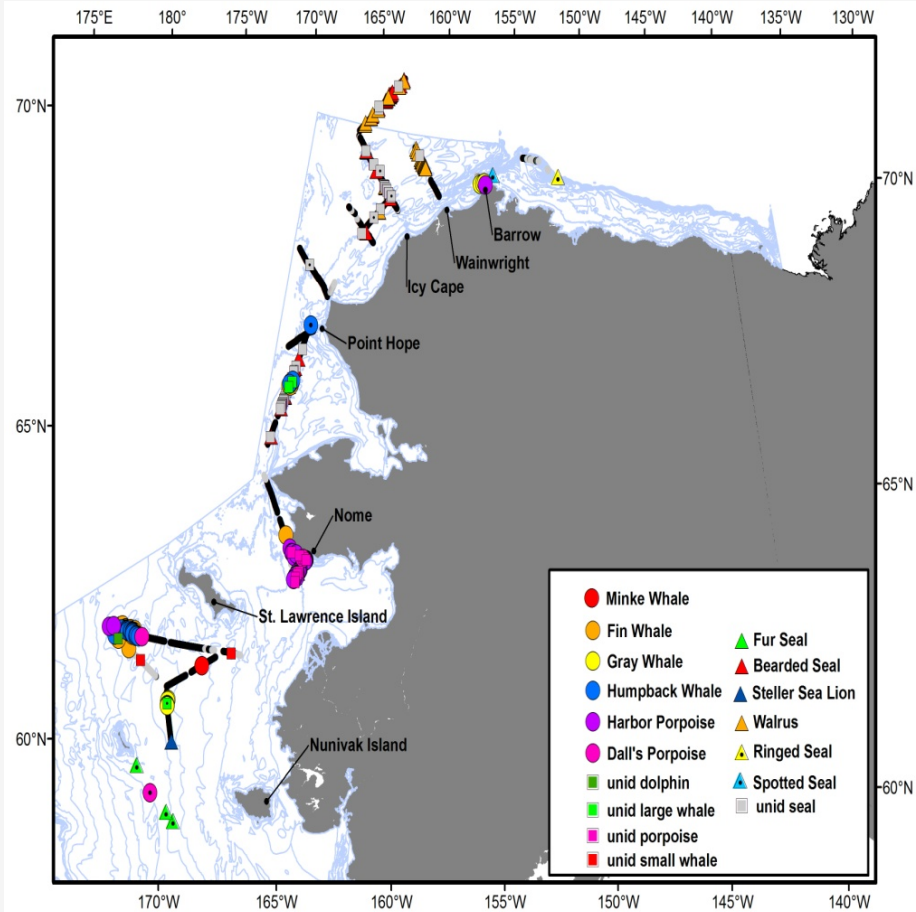 175°E 180° 175°W 170°W 165°W 160°W 155°W 150°W 145°W 140°W 135°W 130°W
70°N
70°N
Barrow
Wainwright
Icy Cape
Point Hope
65°N
65°N
Nome
St. Lawrence Island
60°N
60°N
Nunivak Island
Minke Whale
Fin Whale
Gray Whale
Humpback Whale
Harbor Porpoise
Dall's Porpoise
unid dolphin
unid large whale
unid porpoise
unid small whale
Fur Seal
Bearded Seal
Steller Sea Lion
Walrus
Ringed Seal
Spotted Seal
unid seal
170°W 165°W 160°W 155°W 150°W 145°W 140°W